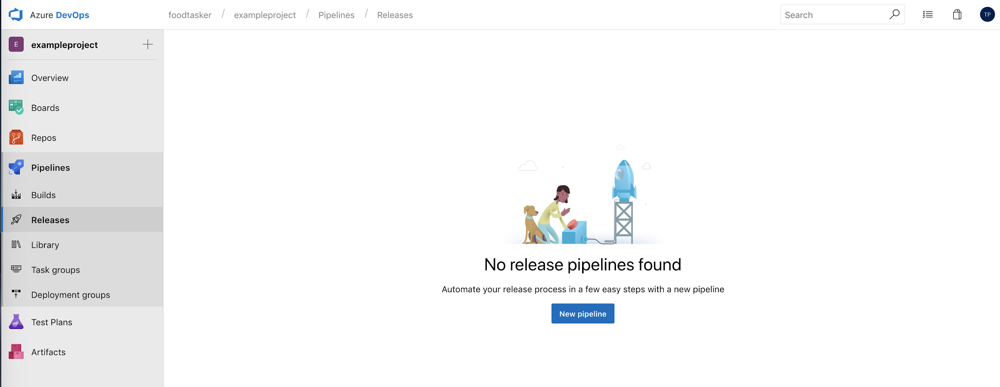 Azure DevOps
foodtasker / exampleproject / Pipelines / Releases
Search
TP
E
exampleproject
Overview
Boards
Repos
Pipelines
Builds
Releases
Library
Task groups
Deployment groups
Test Plans
Artifacts
No release pipelines found
Automate your release process in a few easy steps with a new pipeline
New pipeline